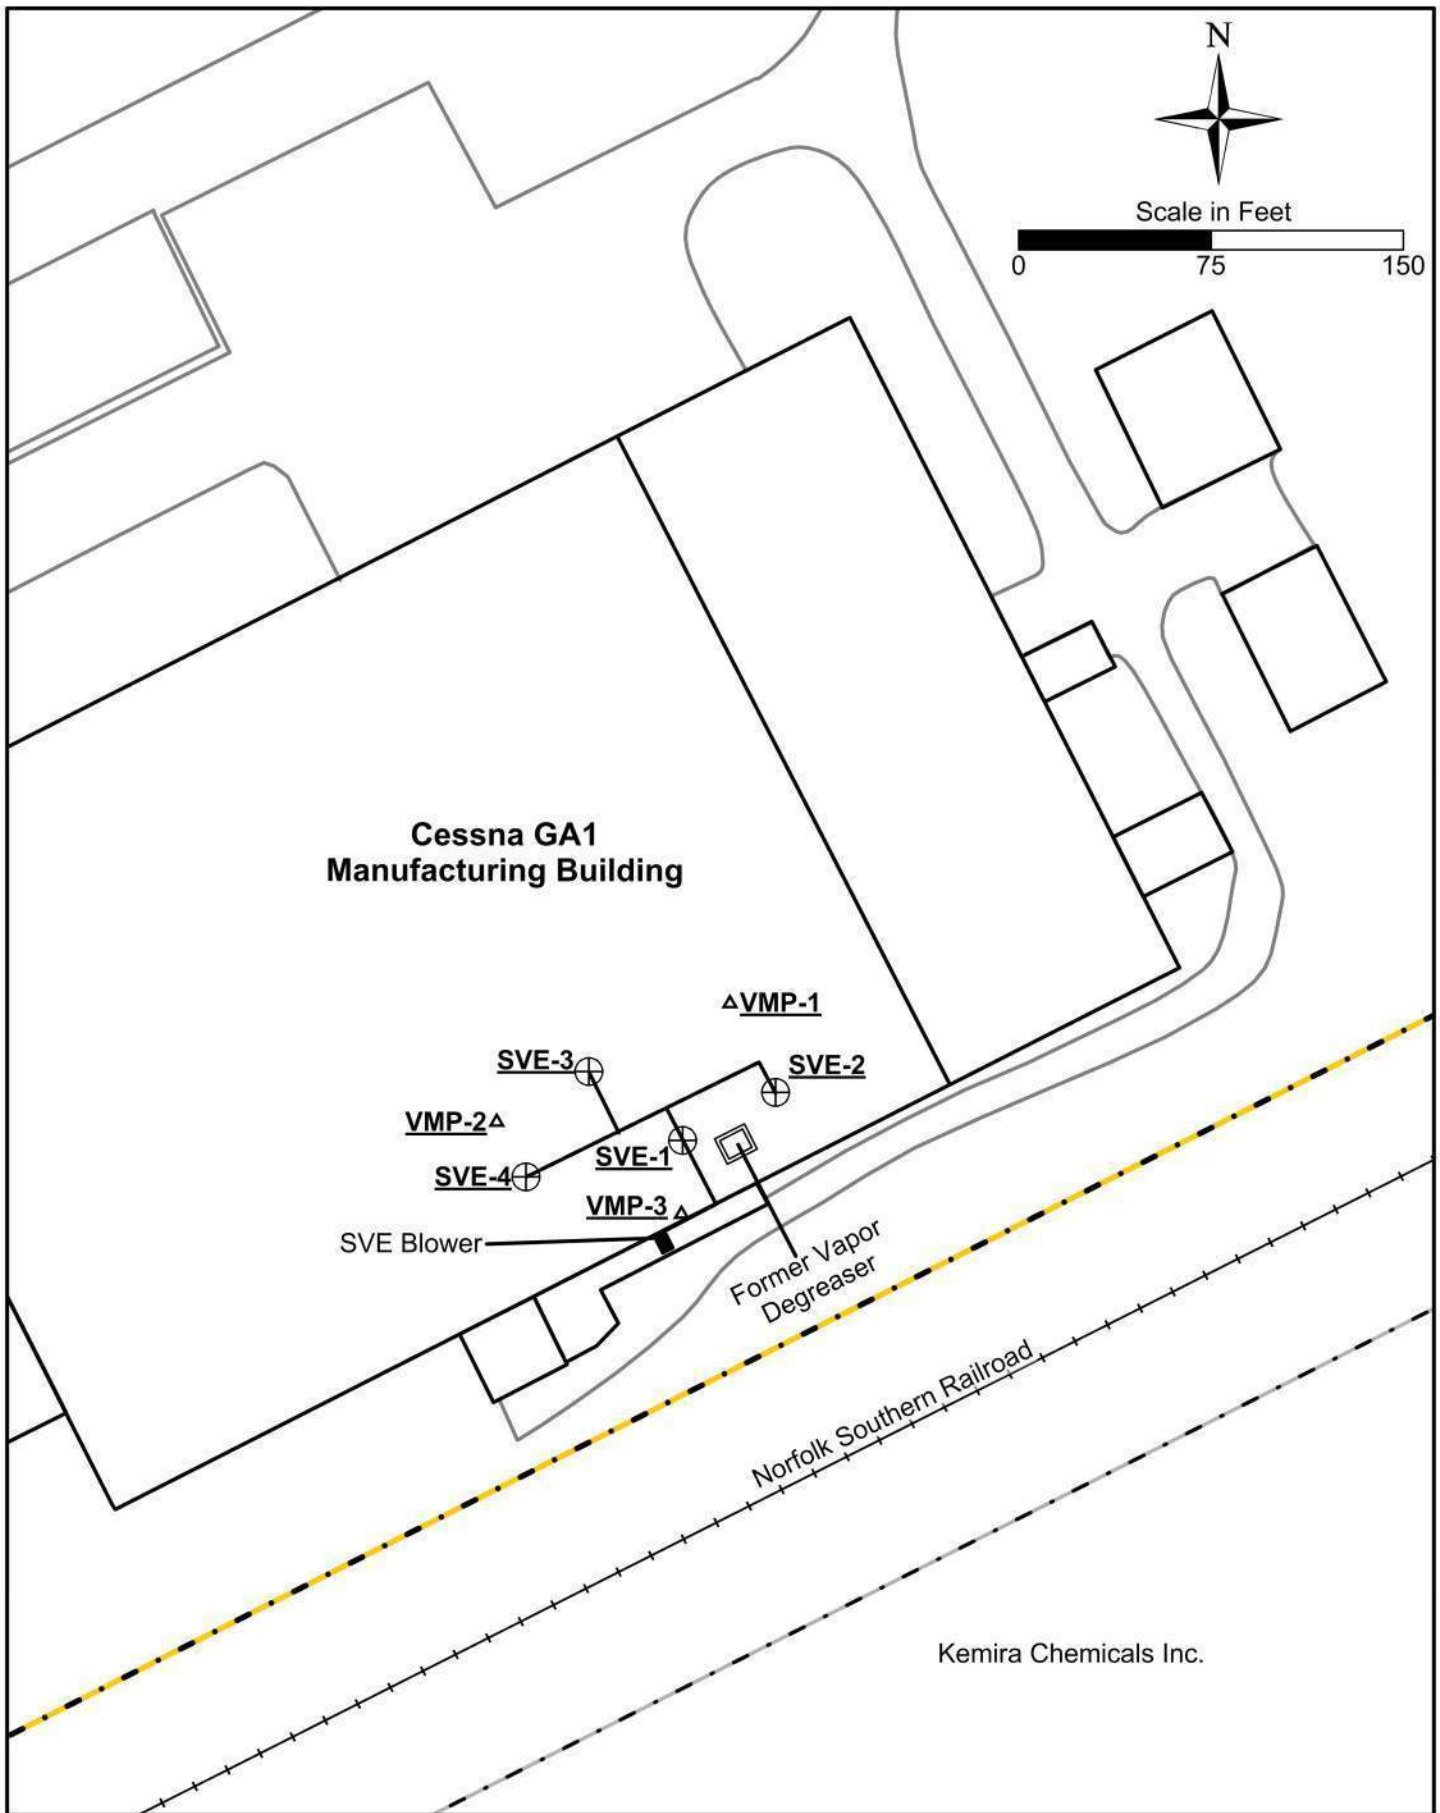 N
Scale in Feet
0 75 150
Cessna GA1
Manufacturing Building
VMP-1
SVE-3
SVE-2
VMP-2
SVE-1
SVE-4
VMP-3
SVE Blower
Former Vapor
Degreaser
Norfolk Southern Railroad
Kemira Chemicals Inc.